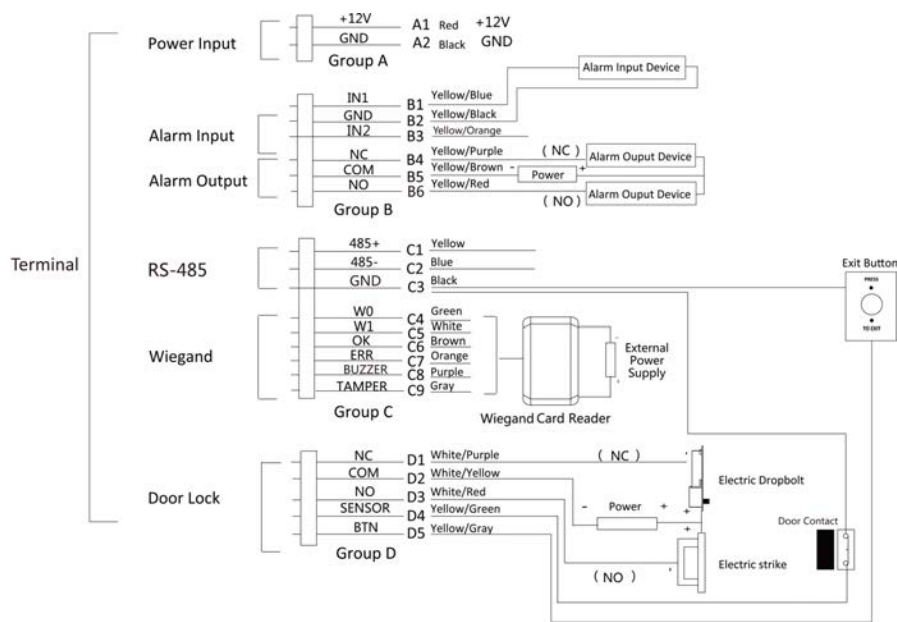 Terminal
Power Input
+12V A1 Red +12V
GND A2 Black GND
Group A
Alarm Input
Alarm Output
IN1 B1 Yellow/Blue
GND B2 Yellow/Black
IN2 B3 Yellow/Orange
NC B4 Yellow/Purple (NC)
COM B5 Yellow/Brown - Power +
NO B6 Yellow/Red (NO)
Group B
Alarm Input Device
Alarm Ouput Device
Alarm Ouput Device
RS-485
485+ C1 Yellow
485- C2 Blue
GND C3 Black
Wiegand
W0 C4 Green
W1 C5 White
OK C6 Brown
ERR C7 Orange
BUZZER C8 Purple
TAMPER C9 Gray
Group C
Wiegand Card Reader
External
Power
Supply
Exit Button
PRESS
TO EXIT
Door Lock
NC D1 White/Purple (NC)
COM D2 White/Yellow - Power +
NO D3 White/Red
SENSOR D4 Yellow/Green
BTN D5 Yellow/Gray
Group D
(NO)
+
+
Electric Dropbolt
Electric strike
Door Contact